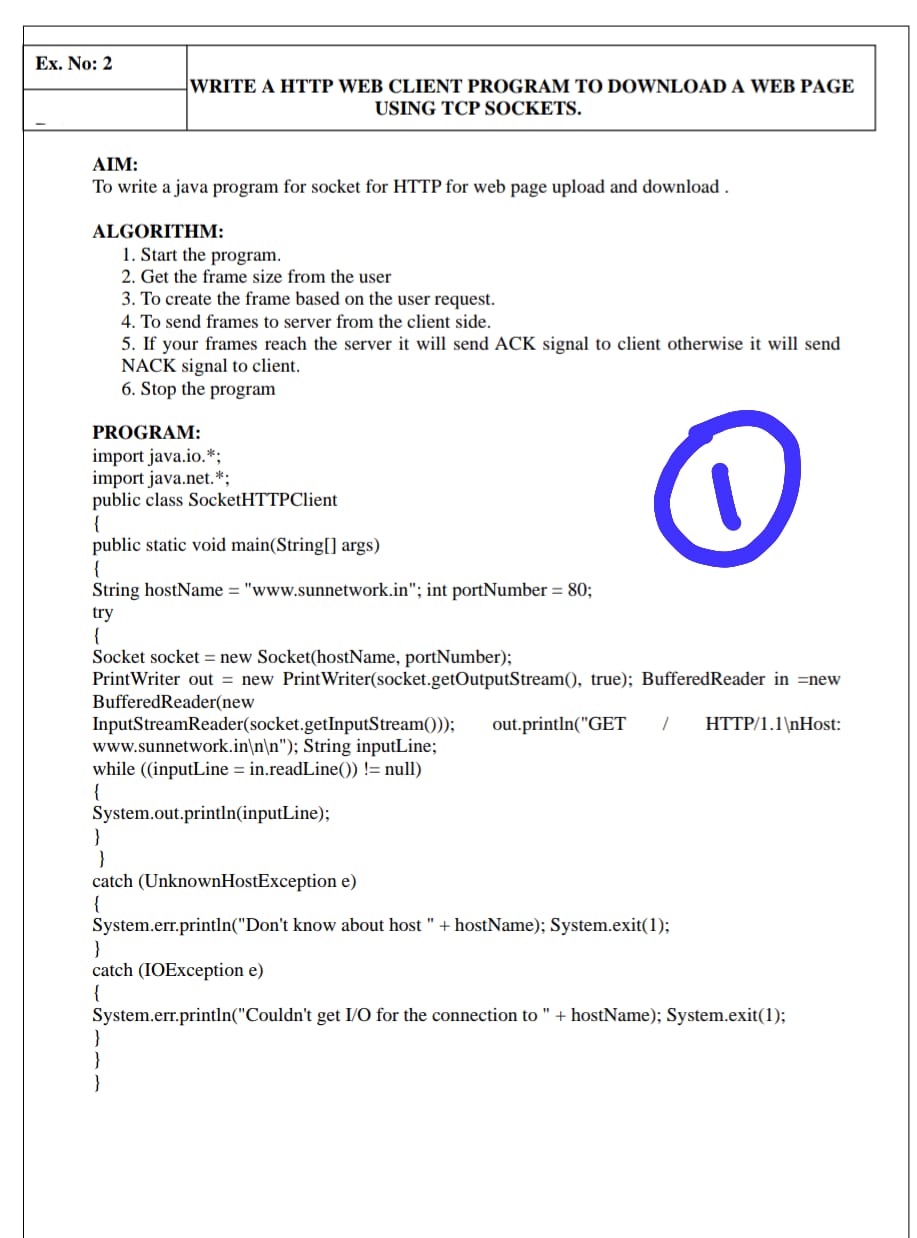 Ex. No: 2
WRITE A HTTP WEB CLIENT PROGRAM TO DOWNLOAD A WEB PAGE
USING TCP SOCKETS.
AIM:
To write a java program for socket for HTTP for web page upload and download .
ALGORITHM:
1. Start the program.
2. Get the frame size from the user
3. To create the frame based on the user request.
4. To send frames to server from the client side.
5. If your frames reach the server it will send ACK signal to client otherwise it will send
NACK signal to client.
6. Stop the program
PROGRAM:
import java.io.*;
import java.net.*;
public class SocketHTTPClient
{
public static void main(String[] args)
{
String hostName = "www.sunnetwork.in"; int portNumber = 80;
try
{
Socket socket = new Socket(hostName, portNumber);
PrintWriter out = new PrintWriter(socket.getOutputStream(), true); BufferedReader in =new
BufferedReader(new
InputStreamReader(socket.getInputStream())); out.println("GET / HTTP/1.1\nHost:
www.sunnetwork.in\n\n"); String inputLine;
while ((inputLine = in.readLine()) != null)
{
System.out.println(inputLine);
}
}
catch (UnknownHostException e)
{
System.err.println("Don't know about host " + hostName); System.exit(1);
}
catch (IOException e)
{
System.err.println("Couldn't get I/O for the connection to " + hostName); System.exit(1);
}
}
}
1